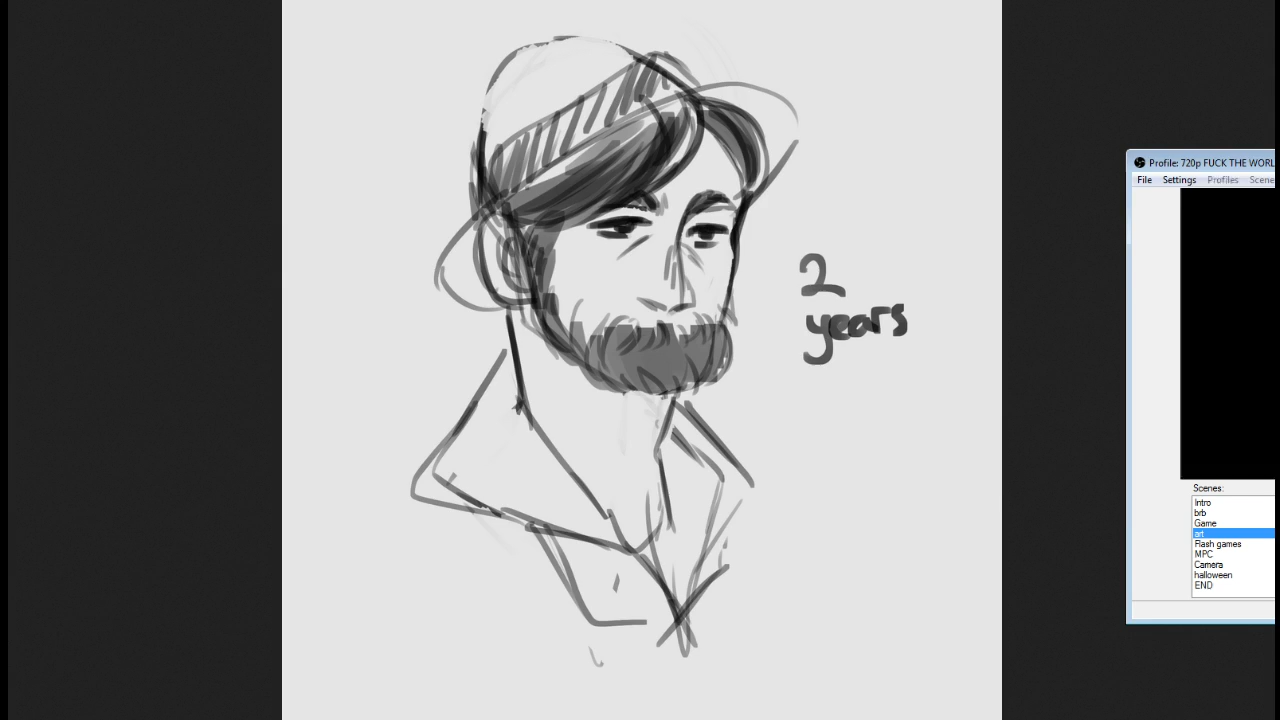 2
years
Profile: 720p FUCK THE WORL
File Settings Profiles Scene
Scenes:
Intro
brb
Game
art
Flash games
MPC
Camera
halloween
END